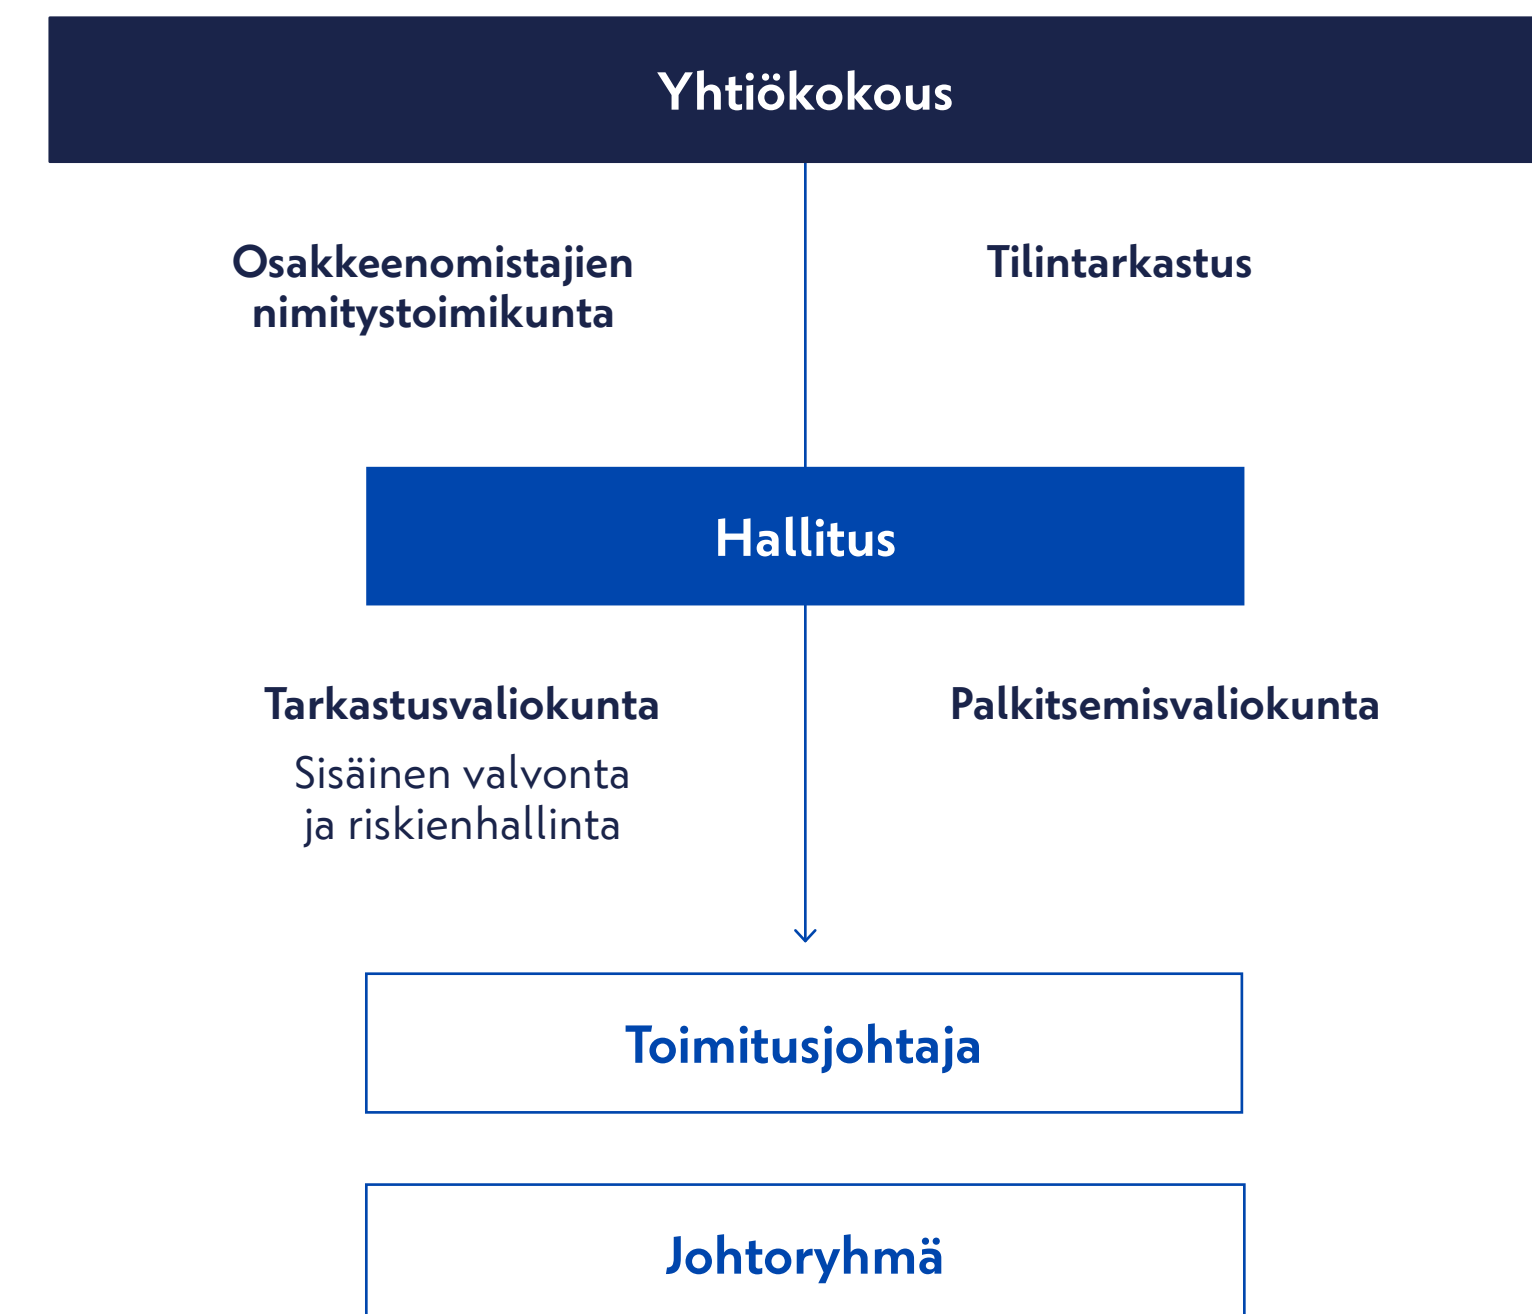 Yhtiökokous
Osakkeenomistajien
nimitystoimikunta
Tilintarkastus
Hallitus
Tarkastusvaliokunta
Sisäinen valvonta
ja riskienhallinta
Palkitsemisvaliokunta
Toimitusjohtaja
Johtoryhmä